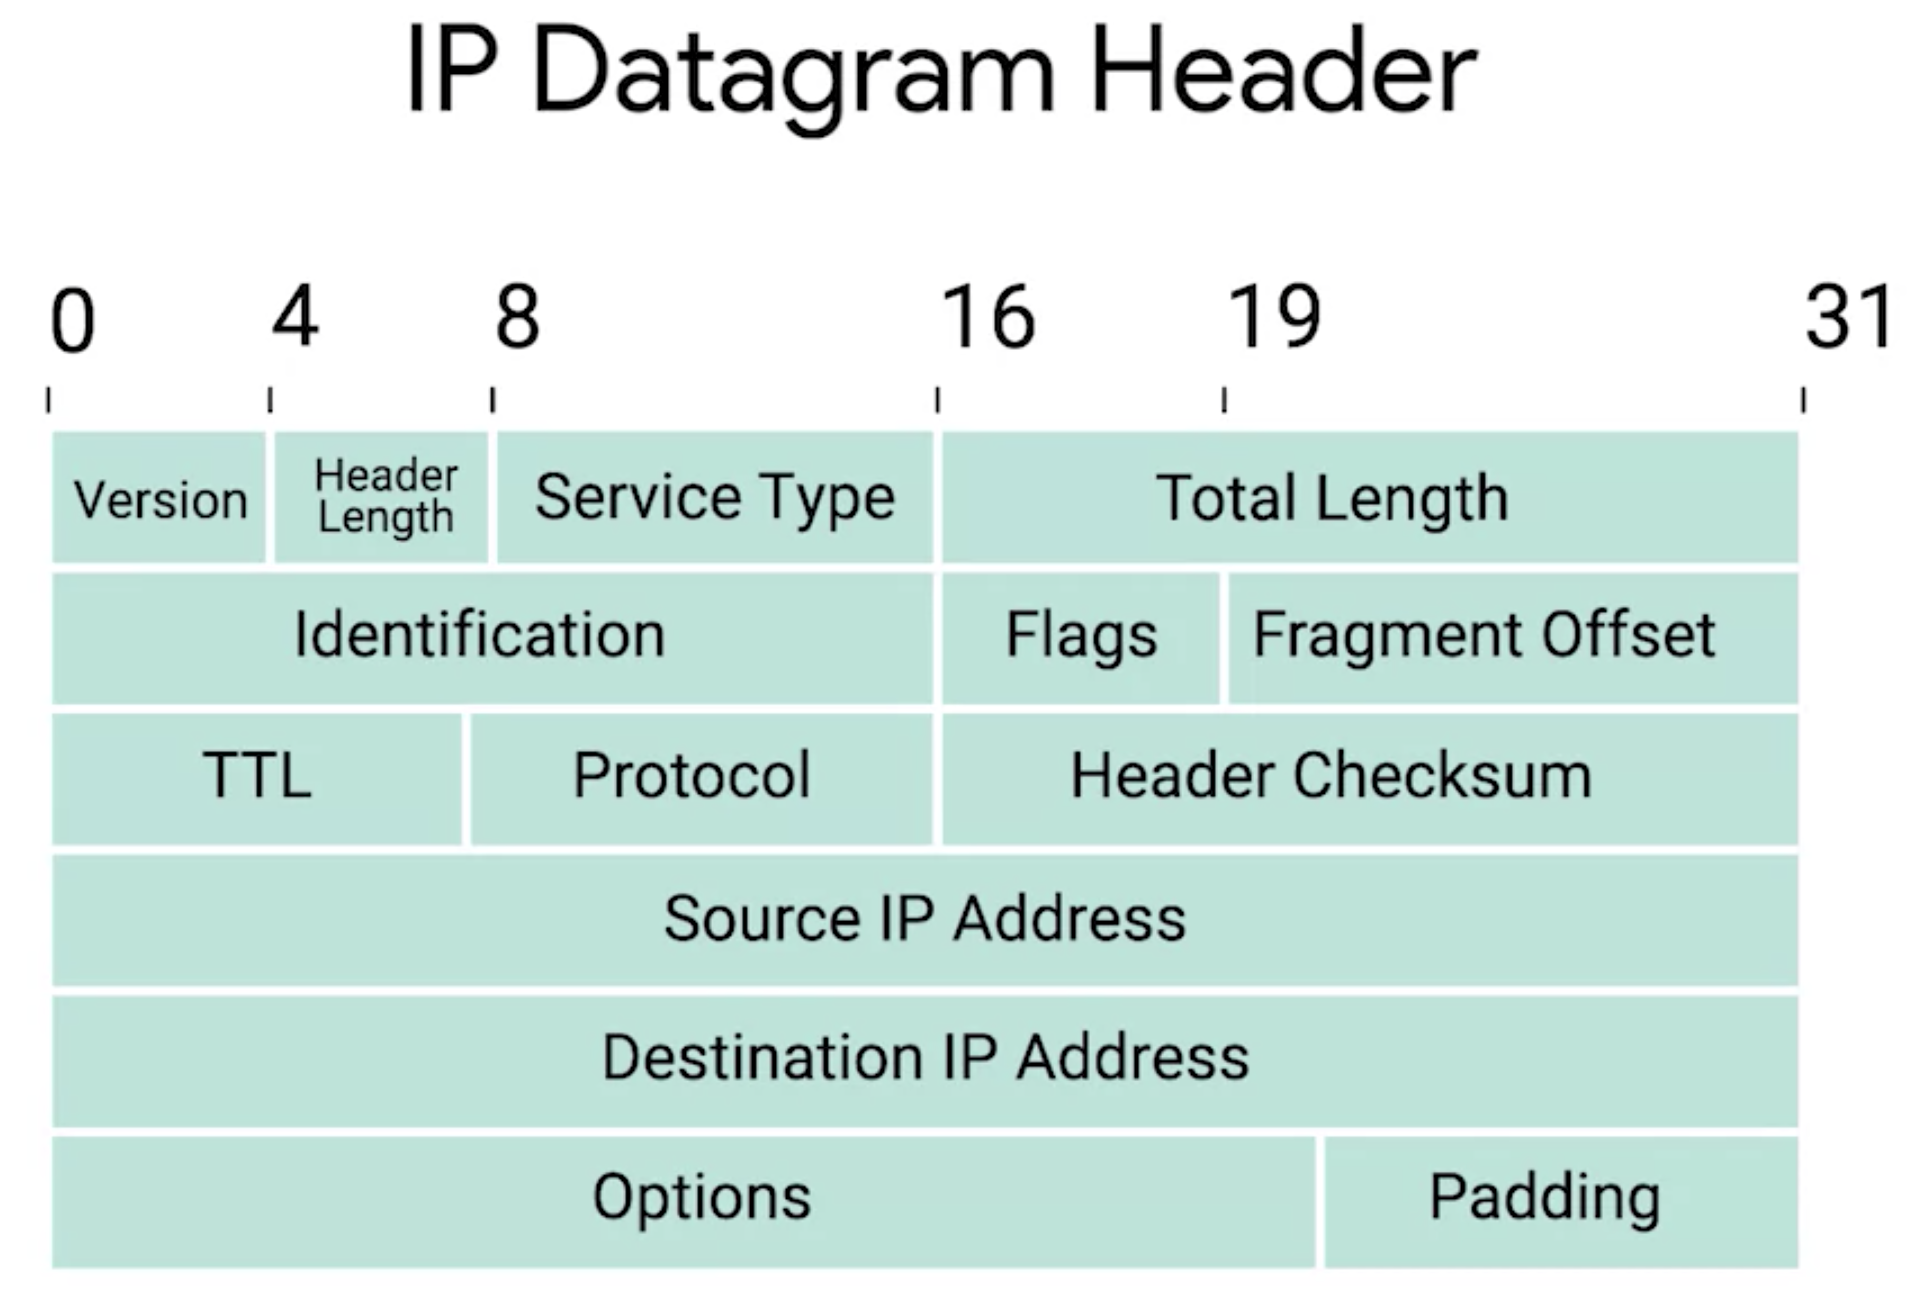 IP Datagram Header
0 4 8 16 19 31
Version Header Length Service Type Total Length
Identification Flags Fragment Offset
TTL Protocol Header Checksum
Source IP Address
Destination IP Address
Options Padding